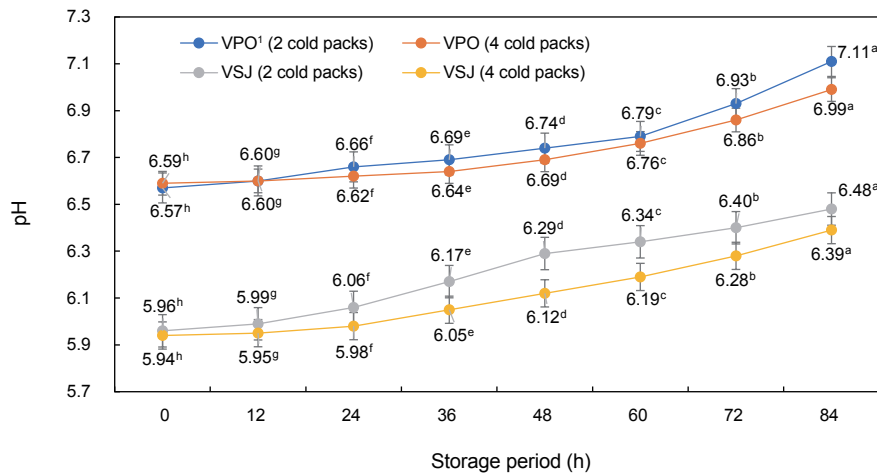 7.3
VPO¹ (2 cold packs) VPO (4 cold packs)
VSJ (2 cold packs) VSJ (4 cold packs)
7.1
6.9
6.7
6.5
6.3
6.1
5.9
5.7
pH
6.59ʰ 6.60ᵍ 6.66ᶠ 6.69ᵉ 6.74ᵈ 6.79ᶜ 6.93ᵇ 7.11ᵃ
6.57ʰ 6.60ᵍ 6.62ᶠ 6.64ᵉ 6.69ᵈ 6.76ᶜ 6.86ᵇ 6.99ᵃ
5.96ʰ 5.99ᵍ 6.06ᶠ 6.17ᵉ 6.29ᵈ 6.34ᶜ 6.40ᵇ 6.48ᵃ
5.94ʰ 5.95ᵍ 5.98ᶠ 6.05ᵉ 6.12ᵈ 6.19ᶜ 6.28ᵇ 6.39ᵃ
0 12 24 36 48 60 72 84
Storage period (h)